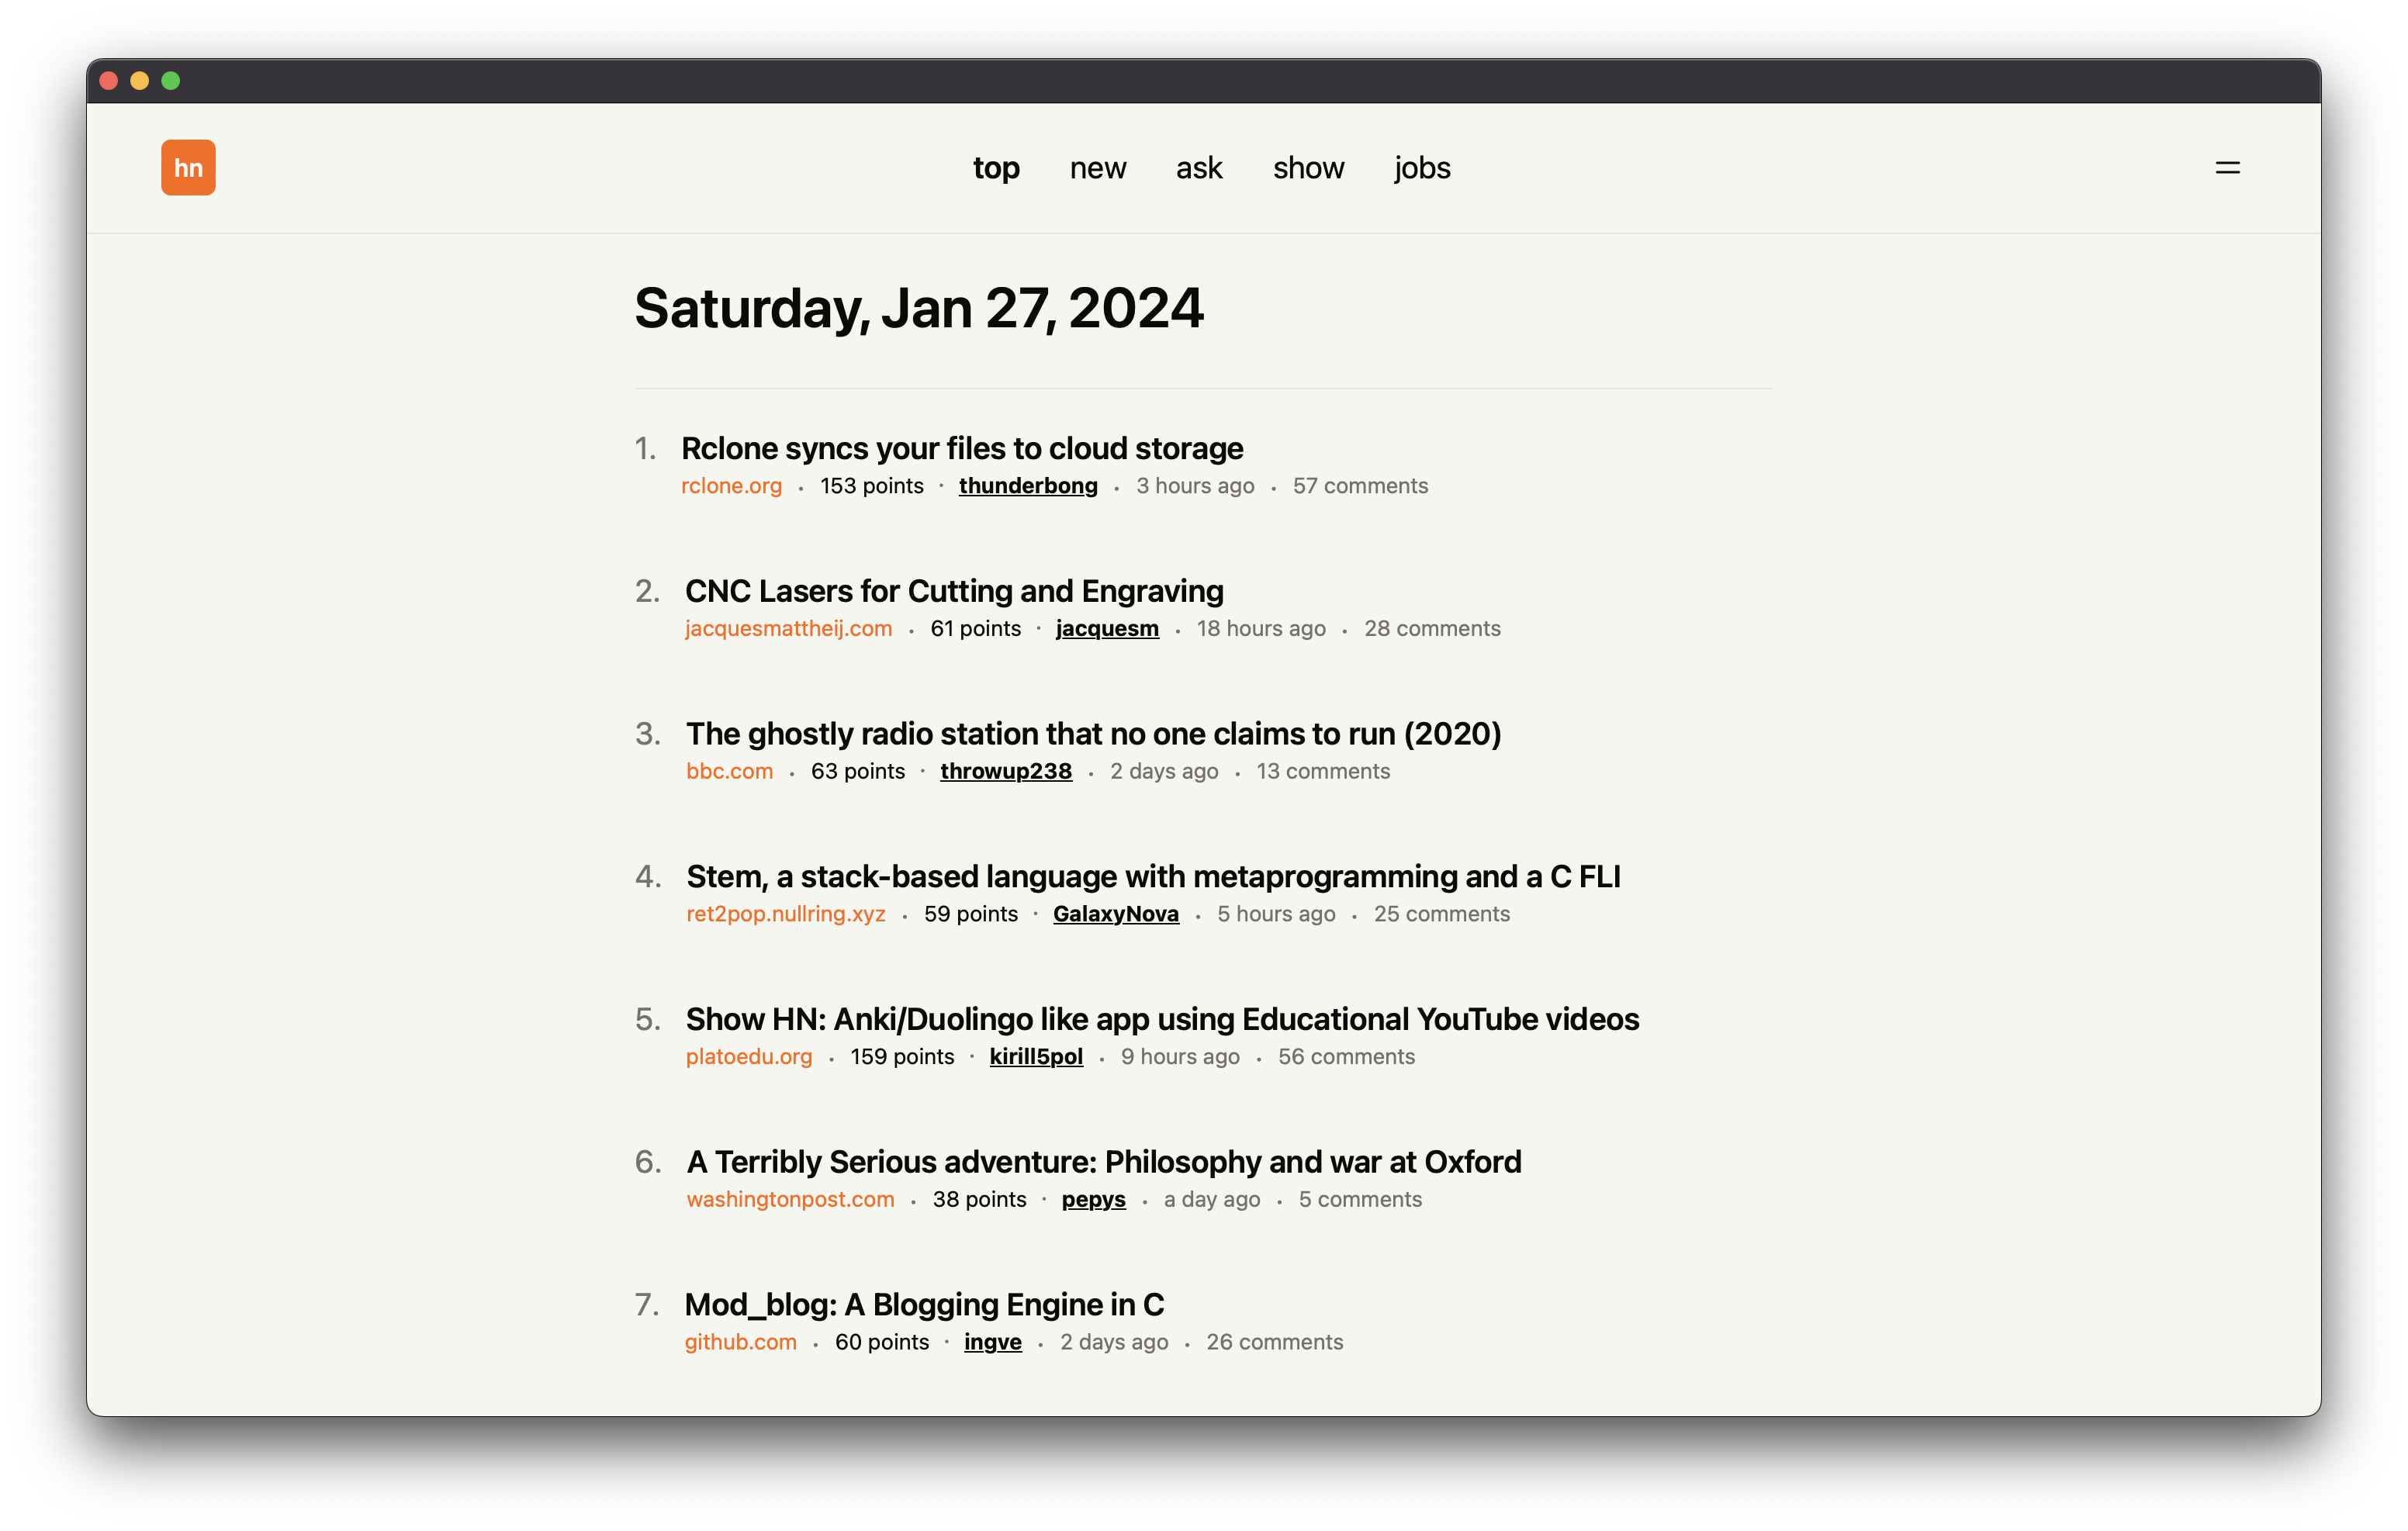 hn
top new ask show jobs
Saturday, Jan 27, 2024
1. Rclone syncs your files to cloud storage
rclone.org • 153 points · thunderbong • 3 hours ago • 57 comments
2. CNC Lasers for Cutting and Engraving
jacquesmattheij.com • 61 points · jacquesm • 18 hours ago • 28 comments
3. The ghostly radio station that no one claims to run (2020)
bbc.com • 63 points · throwup238 • 2 days ago • 13 comments
4. Stem, a stack-based language with metaprogramming and a C FLI
ret2pop.nullring.xyz • 59 points · GalaxyNova • 5 hours ago • 25 comments
5. Show HN: Anki/Duolingo like app using Educational YouTube videos
platoedu.org • 159 points · kirill5pol • 9 hours ago • 56 comments
6. A Terribly Serious adventure: Philosophy and war at Oxford
washingtonpost.com • 38 points · pepys • a day ago • 5 comments
7. Mod_blog: A Blogging Engine in C
github.com • 60 points · ingve • 2 days ago • 26 comments